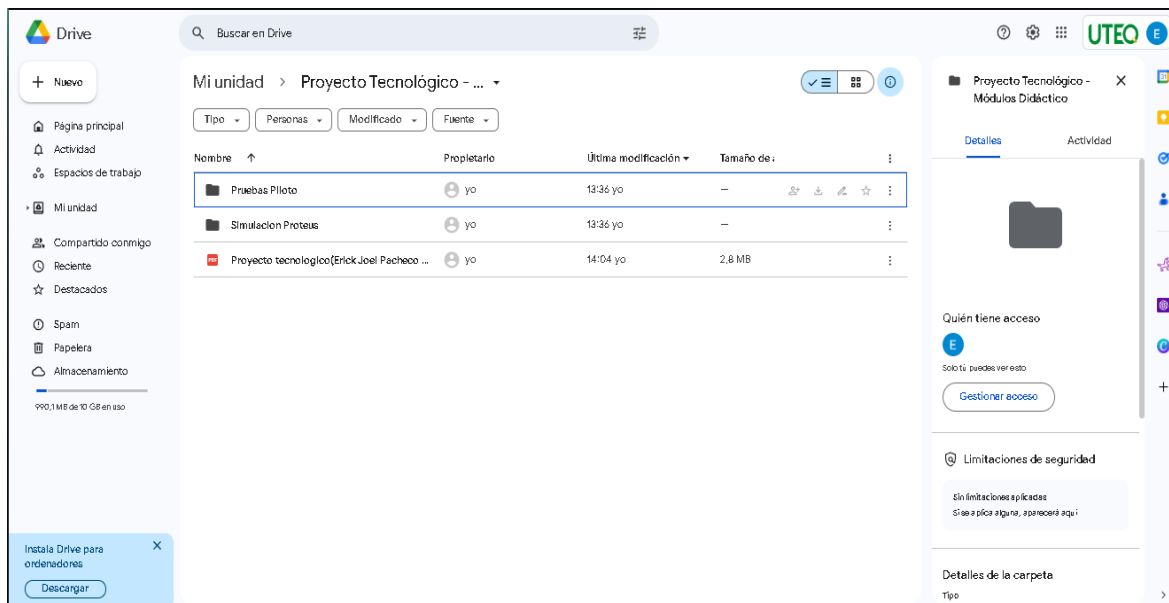 Drive
Buscar en Drive
UTEQ
E
Nuevo
Página principal
Actividad
Espacios de trabajo
Mi unidad
Compartido conmigo
Reciente
Destacados
Spam
Papelera
Almacenamiento
990,1 MB de 10 GB en uso
Instala Drive para
ordenadores
Descargar
Mi unidad > Proyecto Tecnológico - ...
Tipo
Personas
Modificado
Fuente
Nombre
Propietario
Última modificación
Tamaño de
Pruebas Piloto
yo
13:36 yo
—
Simulacion Proteus
yo
13:36 yo
—
PDF
Proyecto tecnologico(Erick Joel Pacheco ...
yo
14:04 yo
2,8 MB
Proyecto Tecnológico -
Módulos Didáctico
Detalles
Actividad
Quién tiene acceso
E
Solo tú puedes ver esto
Gestionar acceso
Limitaciones de seguridad
Sin limitaciones aplicadas
Si se aplica alguna, aparecerá aquí
Detalles de la carpeta
Tipo